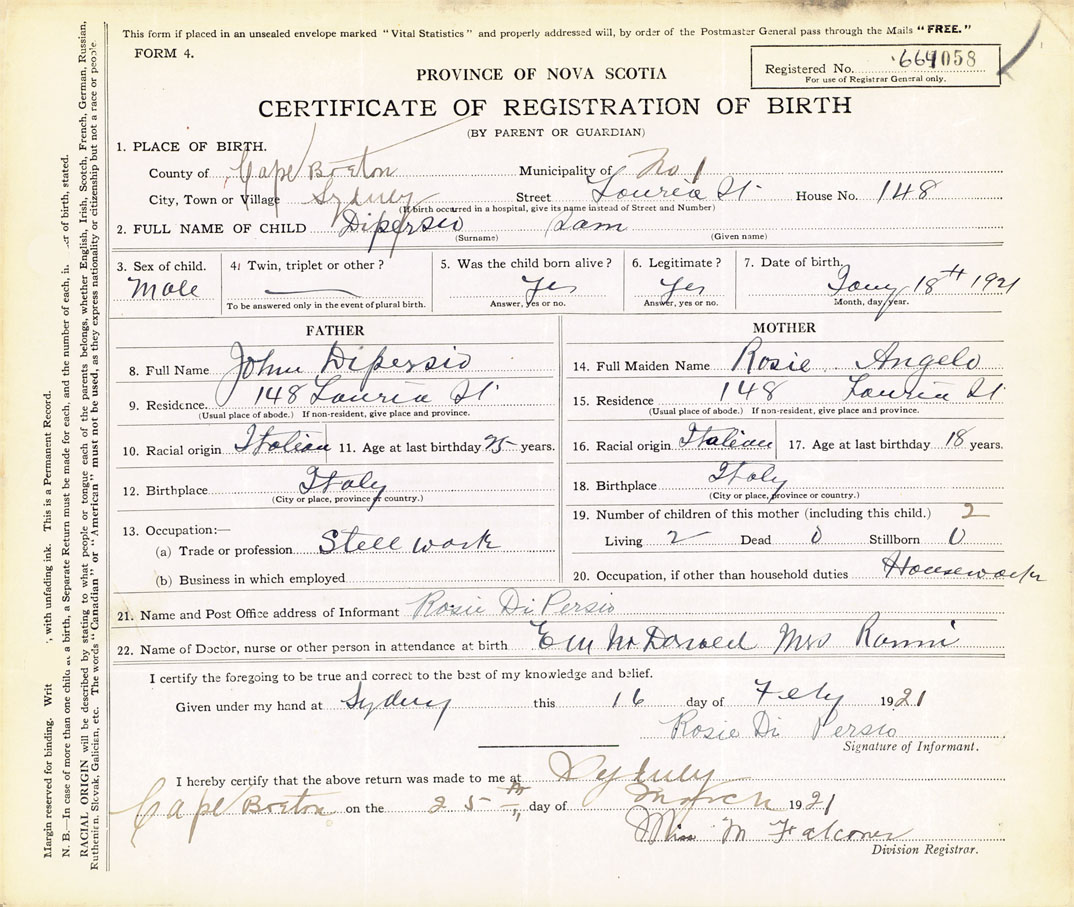 This form if placed in an unsealed envelope marked "Vital Statistics" and properly addressed will, by order of the Postmaster General pass through the Mails "FREE."
FORM 4.
Registered No. 664058
For use of Registrar General only.
PROVINCE OF NOVA SCOTIA
CERTIFICATE OF REGISTRATION OF BIRTH
(BY PARENT OR GUARDIAN)
1. PLACE OF BIRTH.
County of Cape Breton Municipality of No 1
City, Town or Village Sydney Street Louria St. House No. 148
(If birth occurred in a hospital, give its name instead of Street and Number)
2. FULL NAME OF CHILD Dipersio Sam
(Surname) (Given name)
3. Sex of child. 4. Twin, triplet or other? 5. Was the child born alive? 6. Legitimate? 7. Date of birth.
Male Yes Yes Jany 18th 1921
To be answered only in the event of plural birth. Answer, yes or no. Answer, yes or no. Month, day, year.
FATHER
8. Full Name John Dipersio
9. Residence. 148 Louria St
(Usual place of abode.) If non-resident, give place and province.
10. Racial origin Italian 11. Age at last birthday 25 years.
12. Birthplace Italy
(City or place, province or country.)
13. Occupation:—
(a) Trade or profession Steel work
(b) Business in which employed
MOTHER
14. Full Maiden Name Rosie Angelo
15. Residence 148 Louria St
(Usual place of abode.) If non-resident, give place and province.
16. Racial origin Italian 17. Age at last birthday 18 years.
18. Birthplace Italy
(City or place, province or country.)
19. Number of children of this mother (including this child.) 2
Living 2 Dead 0 Stillborn 0
20. Occupation, if other than household duties Housework
21. Name and Post Office address of Informant Rosie Di Persio
22. Name of Doctor, nurse or other person in attendance at birth Mrs
I certify the foregoing to be true and correct to the best of my knowledge and belief.
Given under my hand at Sydney this 16 day of Feby 1921
Rosie Di Persio
Signature of Informant.
I hereby certify that the above return was made to me at Sydney
Cape Breton on the 25 day of March 1921
Miss M Falconer
Division Registrar.
Margin reserved for binding. Writ , with unfading ink. This is a Permanent Record.
N. B.—In case of more than one child a birth, a Separate Return must be made for each, and the number of each, in of birth, stated.
RACIAL ORIGIN will be described by stating to what people or tongue each of the parents belongs, whether English, Irish, Scotch, French, German, Russian,
Ruthenian, Slovak, Galician, etc. The words "Canadian" or "American" must not be used, as they express nationality or citizenship but not a race or people.